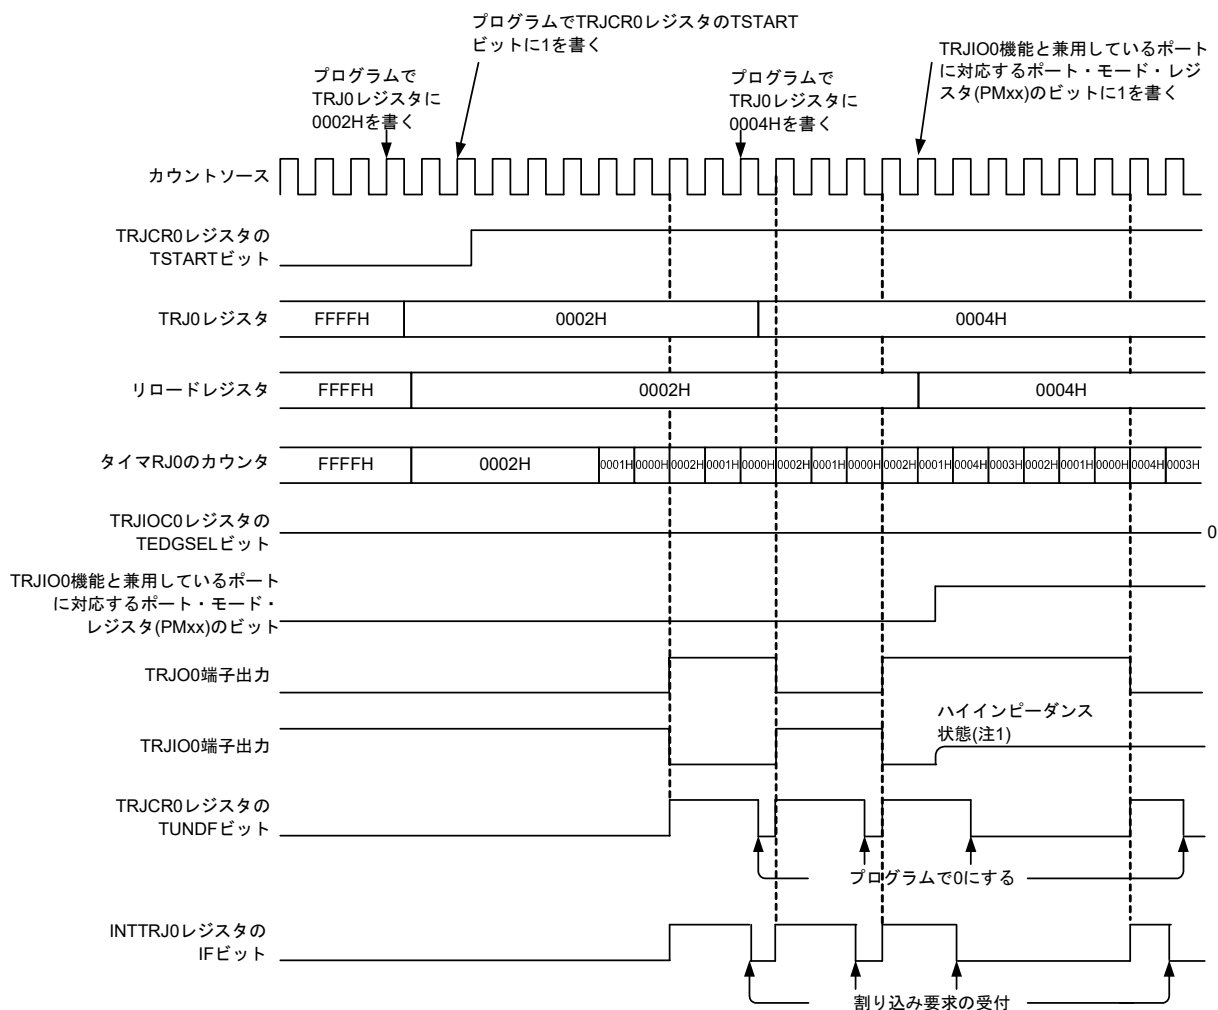 プログラムでTRJCR0レジスタのTSTART
ビットに1を書く
プログラムで
TRJ0レジスタに
0002Hを書く
プログラムで
TRJ0レジスタに
0004Hを書く
TRJIO0機能と兼用しているポート
に対応するポート・モード・レジ
スタ(PMxx)のビットに1を書く
カウントソース
TRJCR0レジスタの
TSTARTビット
TRJ0レジスタ FFFFH 0002H 0004H
リロードレジスタ FFFFH 0002H 0004H
タイマRJ0のカウンタ FFFFH 0002H 0001H 0000H 0002H 0001H 0000H 0002H 0001H 0000H 0002H 0001H 0004H 0003H 0002H 0001H 0000H 0004H 0003H
TRJIOC0レジスタの
TEDGSELビット 0
TRJIO0機能と兼用しているポート
に対応するポート・モード・
レジスタ(PMxx)のビット
TRJO0端子出力
ハイインピーダンス
状態(注1)
TRJIO0端子出力
TRJCR0レジスタの
TUNDFビット
プログラムで0にする
INTTRJ0レジスタの
IFビット
割り込み要求の受付